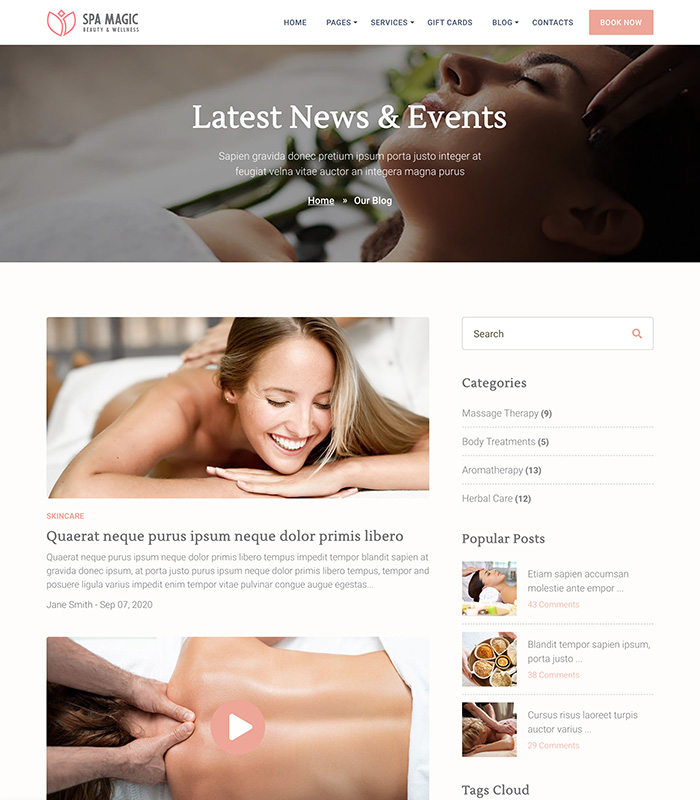 SPA MAGIC
BEAUTY & WELLNESS
HOME PAGES SERVICES GIFT CARDS BLOG CONTACTS BOOK NOW
Latest News & Events
Sapien gravida donec pretium ipsum porta justo integer at
feugiat velna vitae auctor an integera magna purus
Home » Our Blog
SKINCARE
Quaerat neque purus ipsum neque dolor primis libero
Quaerat neque purus ipsum neque dolor primis libero tempus impedit tempor blandit sapien at
gravida donec ipsum, at porta justo purus ipsum neque dolor primis libero tempus, tempor and
posuere ligula varius impedit enim tempor vitae pulvinar congue augue egestas...
Jane Smith - Sep 07, 2020
Search
Categories
Massage Therapy (9)
Body Treatments (5)
Aromatherapy (13)
Herbal Care (12)
Popular Posts
Etiam sapien accumsan
molestie ante empor ...
43 Comments
Blandit tempor sapien ipsum,
porta justo ...
38 Comments
Cursus risus laoreet turpis
auctor varius ...
29 Comments
Tags Cloud